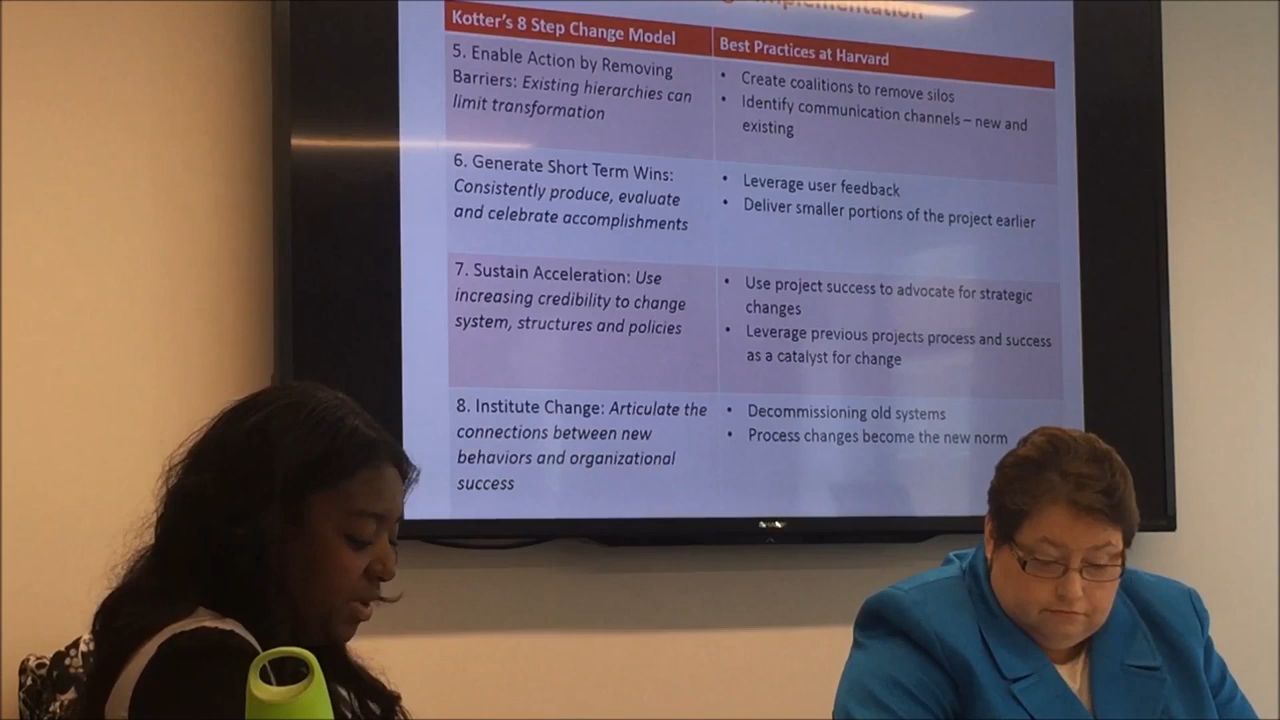 Implementation
Kotter's 8 Step Change Model
Best Practices at Harvard
5. Enable Action by Removing
Barriers: Existing hierarchies can
limit transformation
• Create coalitions to remove silos
• Identify communication channels – new and
existing
6. Generate Short Term Wins:
Consistently produce, evaluate
and celebrate accomplishments
• Leverage user feedback
• Deliver smaller portions of the project earlier
7. Sustain Acceleration: Use
increasing credibility to change
system, structures and policies
• Use project success to advocate for strategic
changes
• Leverage previous projects process and success
as a catalyst for change
8. Institute Change: Articulate the
connections between new
behaviors and organizational
success
• Decommissioning old systems
• Process changes become the new norm
SHARP